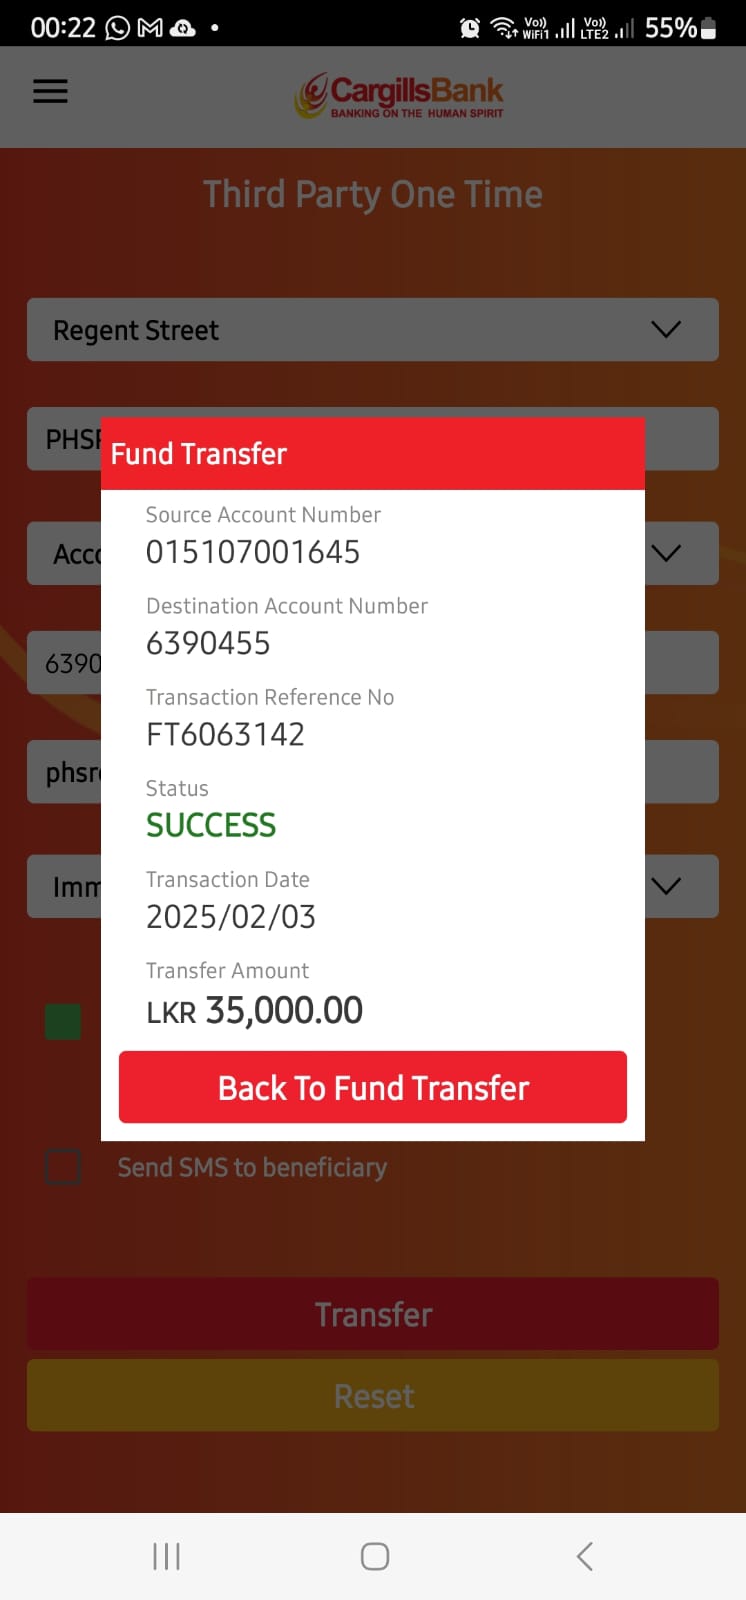 00:22
Vo)) WiFi1 Vo)) LTE2 55%
CargillsBank
BANKING ON THE HUMAN SPIRIT
Third Party One Time
Regent Street
PHSR
Fund Transfer
Source Account Number
015107001645
Acco
Destination Account Number
6390455
6390
Transaction Reference No
FT6063142
phsr
Status
SUCCESS
Transaction Date
2025/02/03
Imm
Transfer Amount
LKR 35,000.00
Back To Fund Transfer
Send SMS to beneficiary
Transfer
Reset